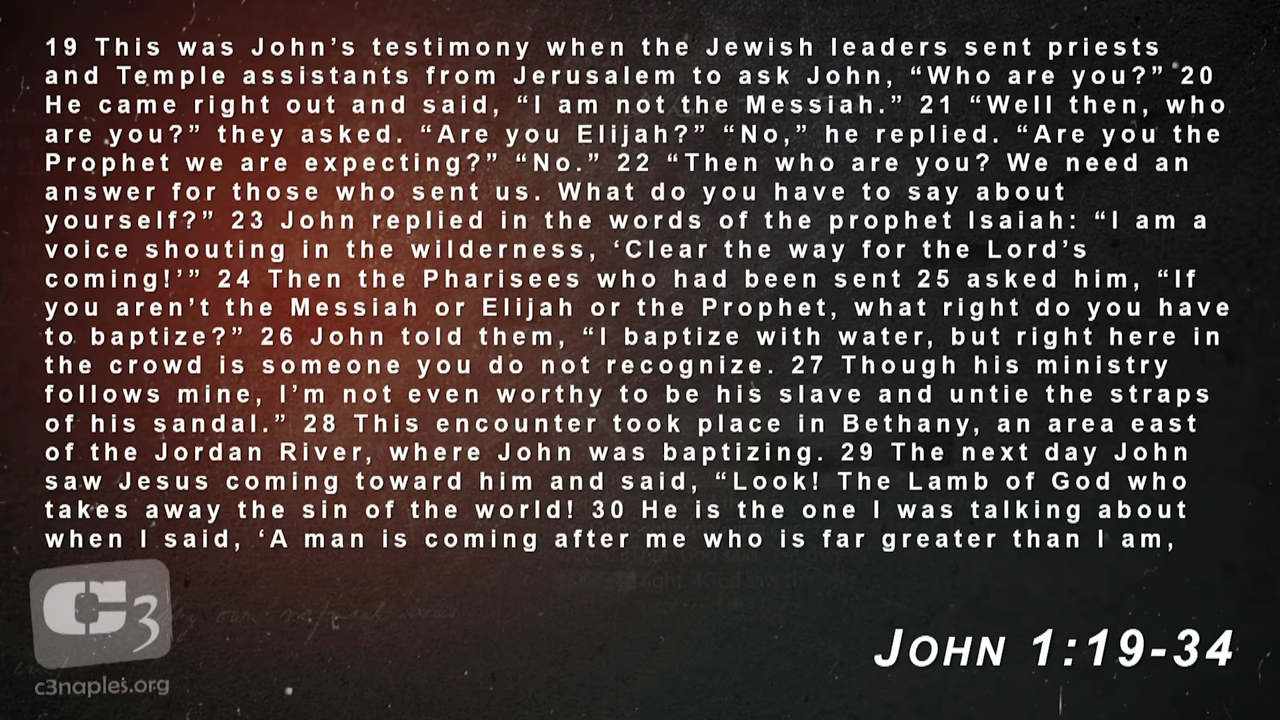 19 This was John’s testimony when the Jewish leaders sent priests
and Temple assistants from Jerusalem to ask John, “Who are you?” 20
He came right out and said, “I am not the Messiah.” 21 “Well then, who
are you?” they asked. “Are you Elijah?” “No,” he replied. “Are you the
Prophet we are expecting?” “No.” 22 “Then who are you? We need an
answer for those who sent us. What do you have to say about
yourself?” 23 John replied in the words of the prophet Isaiah: “I am a
voice shouting in the wilderness, ‘Clear the way for the Lord’s
coming!’” 24 Then the Pharisees who had been sent 25 asked him, “If
you aren’t the Messiah or Elijah or the Prophet, what right do you have
to baptize?” 26 John told them, “I baptize with water, but right here in
the crowd is someone you do not recognize. 27 Though his ministry
follows mine, I’m not even worthy to be his slave and untie the straps
of his sandal.” 28 This encounter took place in Bethany, an area east
of the Jordan River, where John was baptizing. 29 The next day John
saw Jesus coming toward him and said, “Look! The Lamb of God who
takes away the sin of the world! 30 He is the one I was talking about
when I said, ‘A man is coming after me who is far greater than I am,
C3
c3naples.org
John 1:19-34